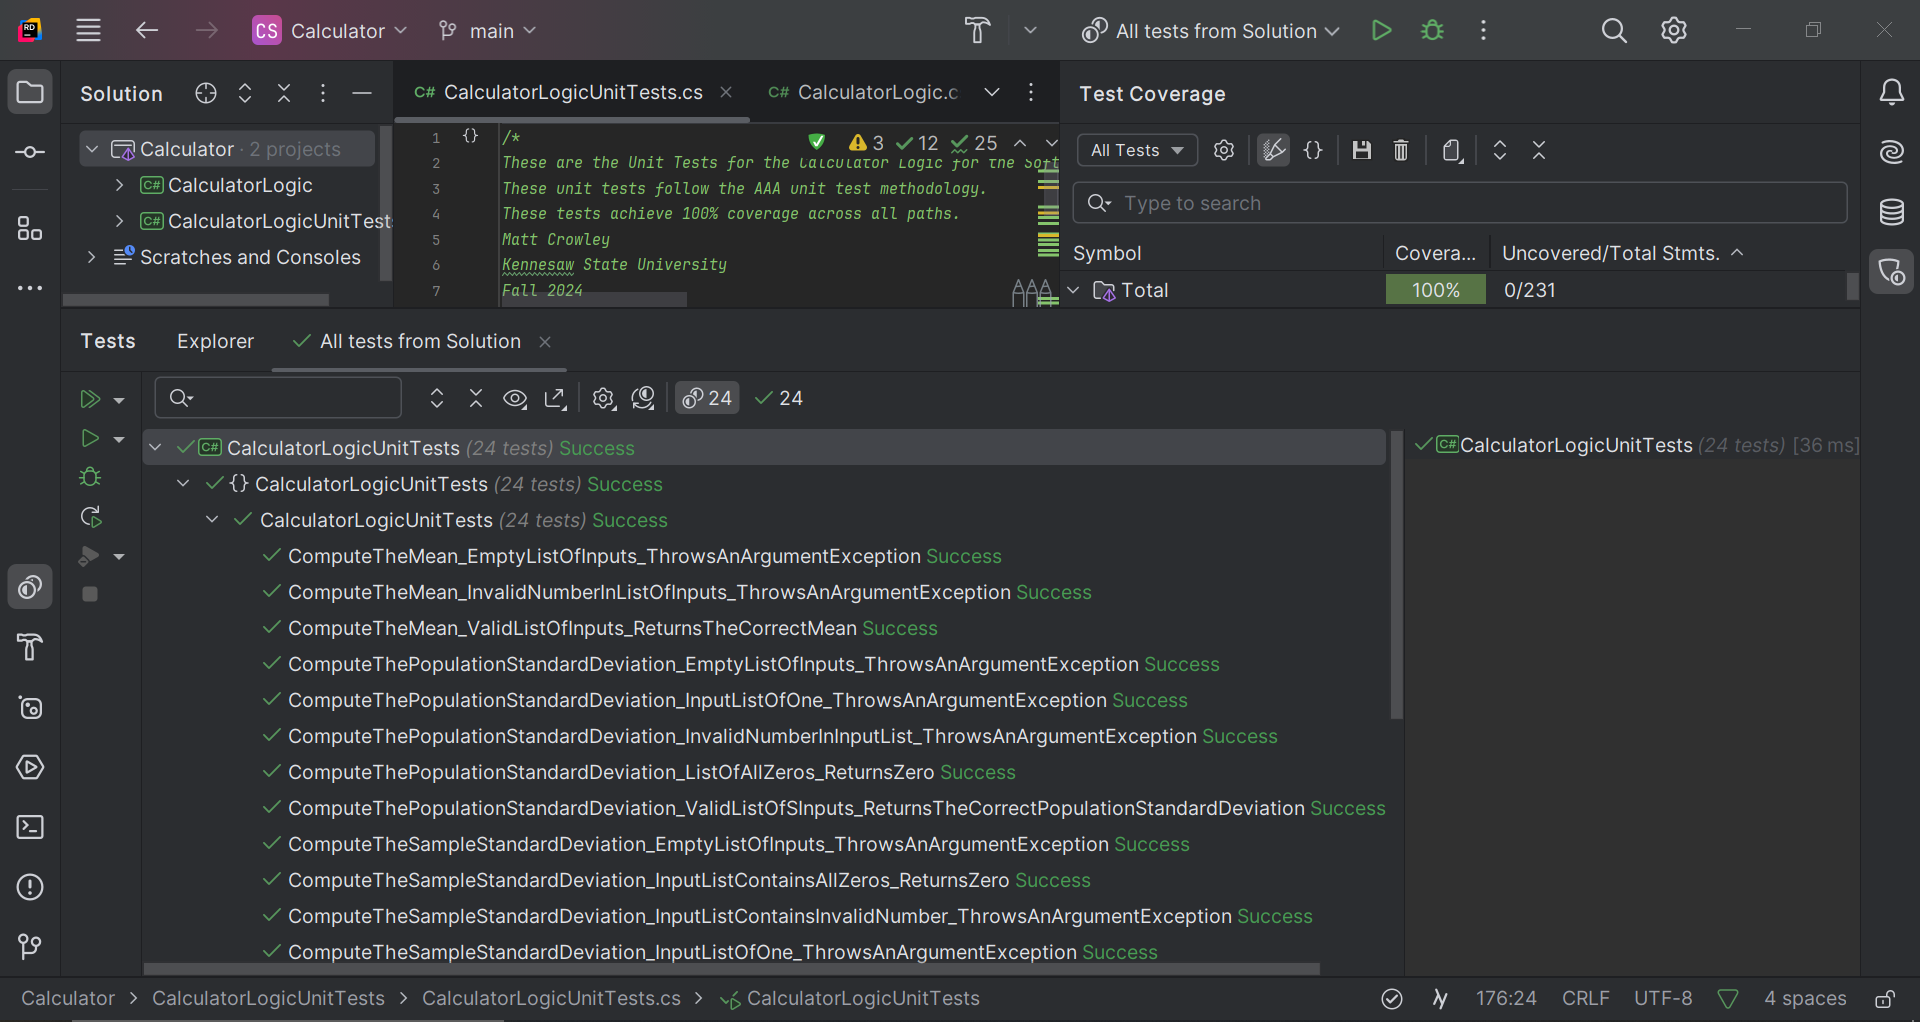 CS Calculator main All tests from Solution
Solution
Calculator · 2 projects
CalculatorLogic
CalculatorLogicUnitTests
Scratches and Consoles
C# CalculatorLogicUnitTests.cs C# CalculatorLogic.c
3 12 25
1 /*
2 These are the Unit Tests for the Calculator Logic for the Soft
3 These unit tests follow the AAA unit test methodology.
4 These tests achieve 100% coverage across all paths.
5 Matt Crowley
6 Kennesaw State University
7 Fall 2024
Test Coverage
All Tests
Type to search
Symbol Covera... Uncovered/Total Stmts.
Total 100% 0/231
Tests Explorer All tests from Solution
24 24
C# CalculatorLogicUnitTests (24 tests) Success
{} CalculatorLogicUnitTests (24 tests) Success
CalculatorLogicUnitTests (24 tests) Success
ComputeTheMean_EmptyListOfInputs_ThrowsAnArgumentException Success
ComputeTheMean_InvalidNumberInListOfInputs_ThrowsAnArgumentException Success
ComputeTheMean_ValidListOfInputs_ReturnsTheCorrectMean Success
ComputeThePopulationStandardDeviation_EmptyListOfInputs_ThrowsAnArgumentException Success
ComputeThePopulationStandardDeviation_InputListOfOne_ThrowsAnArgumentException Success
ComputeThePopulationStandardDeviation_InvalidNumberInInputList_ThrowsAnArgumentException Success
ComputeThePopulationStandardDeviation_ListOfAllZeros_ReturnsZero Success
ComputeThePopulationStandardDeviation_ValidListOfSInputs_ReturnsTheCorrectPopulationStandardDeviation Success
ComputeTheSampleStandardDeviation_EmptyListOfInputs_ThrowsAnArgumentException Success
ComputeTheSampleStandardDeviation_InputListContainsAllZeros_ReturnsZero Success
ComputeTheSampleStandardDeviation_InputListContainsInvalidNumber_ThrowsAnArgumentException Success
ComputeTheSampleStandardDeviation_InputListOfOne_ThrowsAnArgumentException Success
C# CalculatorLogicUnitTests (24 tests) [36 ms]
Calculator > CalculatorLogicUnitTests > CalculatorLogicUnitTests.cs > CalculatorLogicUnitTests
176:24 CRLF UTF-8 4 spaces